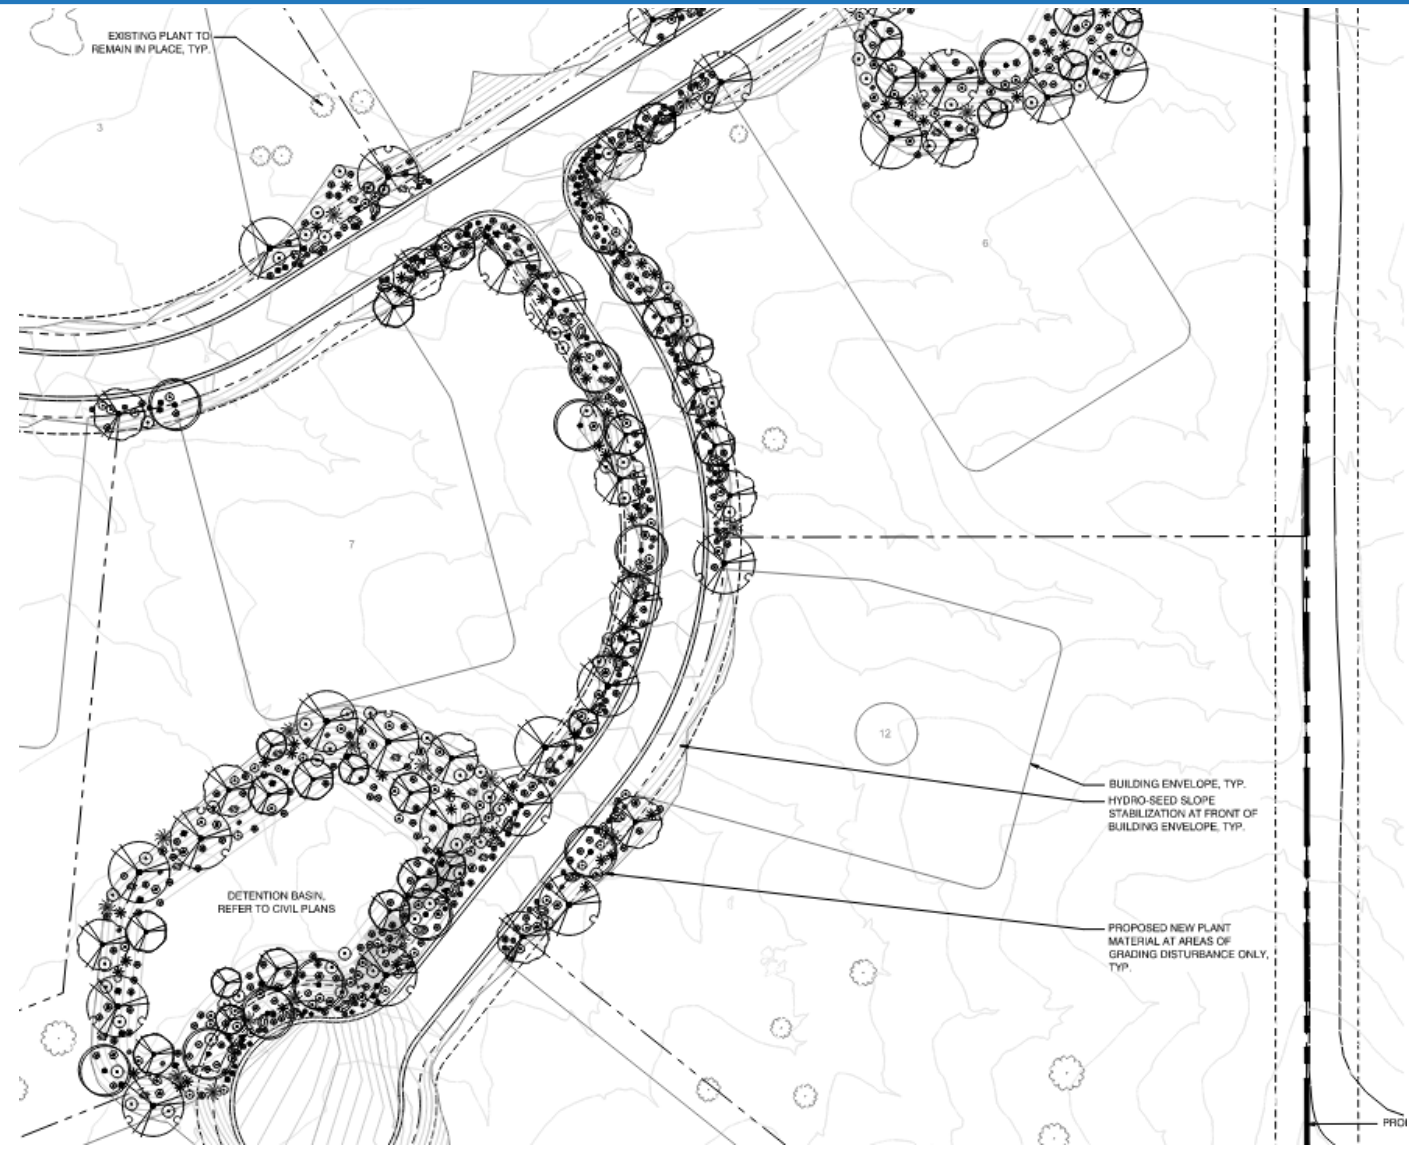 EXISTING PLANT TO
REMAIN IN PLACE, TYP.
3
6
7
12
BUILDING ENVELOPE, TYP.
HYDRO-SEED SLOPE
STABILIZATION AT FRONT OF
BUILDING ENVELOPE, TYP.
DETENTION BASIN,
REFER TO CIVIL PLANS
PROPOSED NEW PLANT
MATERIAL AT AREAS OF
GRADING DISTURBANCE ONLY,
TYP.